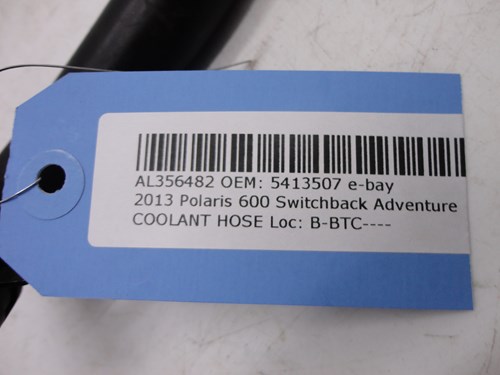 AL356482 OEM: 5413507 e-bay
2013 Polaris 600 Switchback Adventure
COOLANT HOSE Loc: B-BTC----